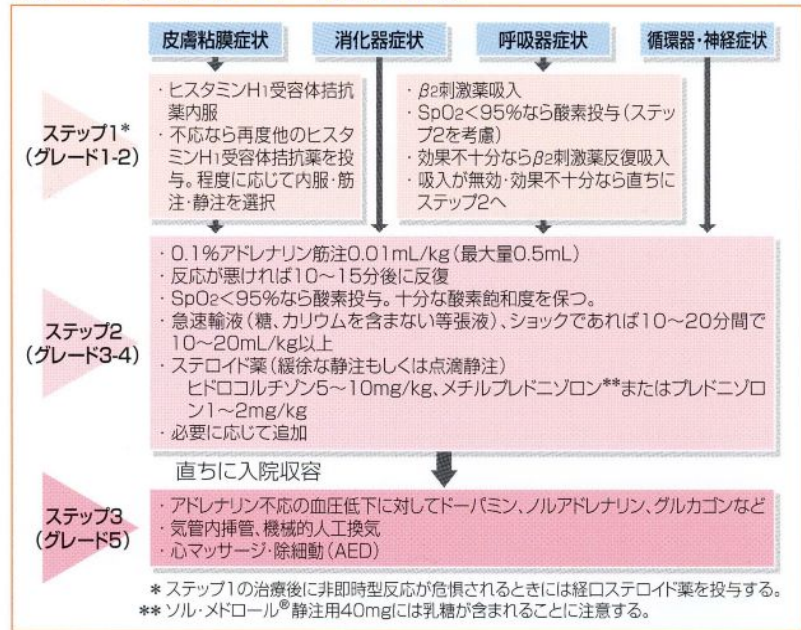 皮膚粘膜症状
消化器症状
呼吸器症状
循環器・神経症状
ステップ1*
(グレード1-2)
・ヒスタミンH1受容体拮抗
薬内服
・不応なら再度他のヒスタ
ミンH1受容体拮抗薬を投
与。程度に応じて内服・筋
注・静注を選択
・β2刺激薬吸入
・SpO2<95%なら酸素投与(ステッ
プ2を考慮)
・効果不十分ならβ2刺激薬反復吸入
・吸入が無効・効果不十分なら直ちに
ステップ2へ
ステップ2
(グレード3-4)
・0.1%アドレナリン筋注0.01mL/kg(最大量0.5mL)
・反応が悪ければ10〜15分後に反復
・SpO2<95%なら酸素投与。十分な酸素飽和度を保つ。
・急速輸液(糖、カリウムを含まない等張液)、ショックであれば10〜20分間で
10〜20mL/kg以上
・ステロイド薬(緩徐な静注もしくは点滴静注)
ヒドロコルチゾン5〜10mg/kg、メチルプレドニゾロン**またはプレドニゾロ
ン1〜2mg/kg
・必要に応じて追加
直ちに入院収容
ステップ3
(グレード5)
・アドレナリン不応の血圧低下に対してドーパミン、ノルアドレナリン、グルカゴンなど
・気管内挿管、機械的人工換気
・心マッサージ・除細動(AED)
* ステップ1の治療後に非即時型反応が危惧されるときには経口ステロイド薬を投与する。
** ソル・メドロール®静注用40mgには乳糖が含まれることに注意する。